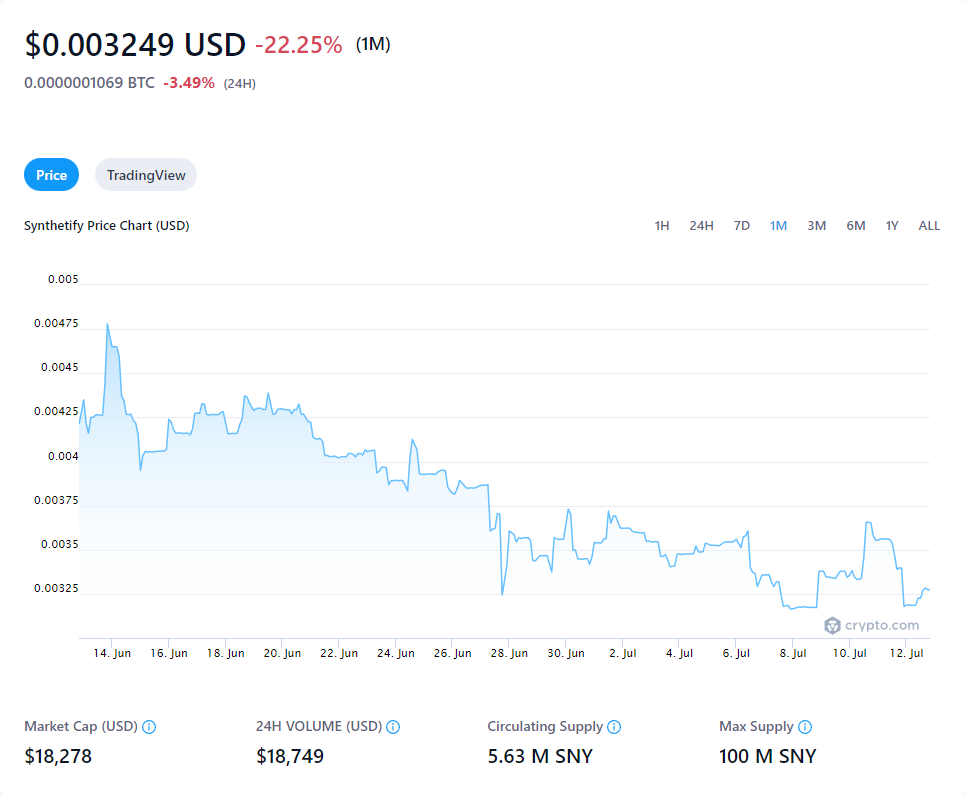 $0.003249 USD -22.25% (1M)
0.0000001069 BTC -3.49% (24H)
Price TradingView
Synthetify Price Chart (USD) 1H 24H 7D 1M 3M 6M 1Y ALL
0.005
0.00475
0.0045
0.00425
0.004
0.00375
0.0035
0.00325
crypto.com
14. Jun 16. Jun 18. Jun 20. Jun 22. Jun 24. Jun 26. Jun 28. Jun 30. Jun 2. Jul 4. Jul 6. Jul 8. Jul 10. Jul 12. Jul
Market Cap (USD) 24H VOLUME (USD) Circulating Supply Max Supply
$18,278 $18,749 5.63 M SNY 100 M SNY